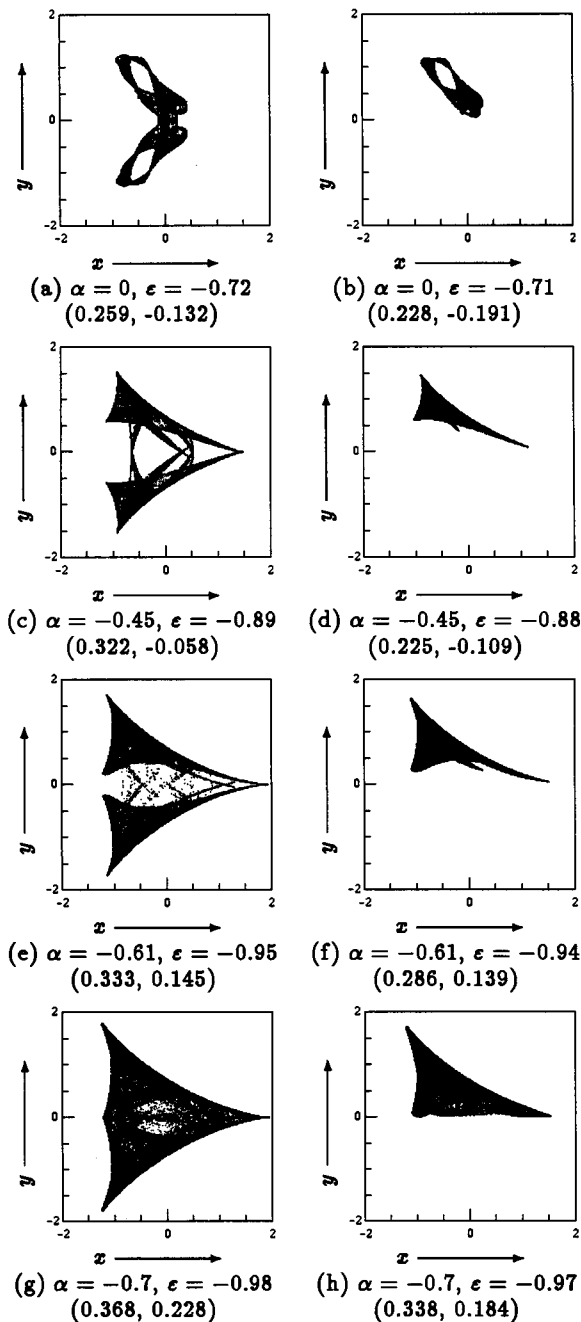 2
2
y
0
y
0
-2
-2
-2
0
2
-2
0
2
x
x
(a) α = 0, ε = −0.72
(b) α = 0, ε = −0.71
(0.259, -0.132)
(0.228, -0.191)
2
2
y
0
y
0
-2
-2
-2
0
2
-2
0
2
x
x
(c) α = −0.45, ε = −0.89
(d) α = −0.45, ε = −0.88
(0.322, -0.058)
(0.225, -0.109)
2
2
y
0
y
0
-2
-2
-2
0
2
-2
0
2
x
x
(e) α = −0.61, ε = −0.95
(f) α = −0.61, ε = −0.94
(0.333, 0.145)
(0.286, 0.139)
2
2
y
0
y
0
-2
-2
-2
0
2
-2
0
2
x
x
(g) α = −0.7, ε = −0.98
(h) α = −0.7, ε = −0.97
(0.368, 0.228)
(0.338, 0.184)